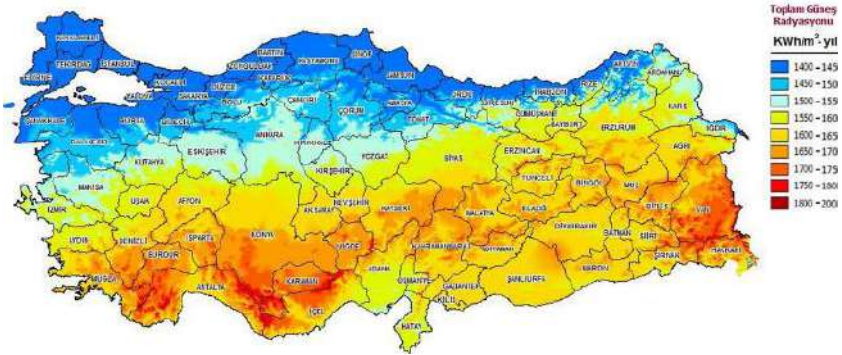 Toplam Güneş
Radyasyonu
KWh/m²-yıl
1400 - 145
1450 - 150
1500 - 155
1550 - 160
1600 - 165
1650 - 170
1700 - 175
1750 - 180
1800 - 200
BARTIN
SİNOP
KASTAMONU
ZONGULDAK
KARABÜK
SAMSUN
ARTVİN
ARDAHAN
TEKİRDAĞ
İSTANBUL
EDİRNE
KOCAELİ
SAKARYA
DÜZCE
BOLU
YALOVA
ÇANKIRI
ÇORUM
AMASYA
TOKAT
ORDU
TRABZON
RİZE
KARS
GÜMÜŞHANE
BAYBURT
ERZURUM
IĞDIR
AĞRI
ÇANAKKALE
BURSA
BİLECİK
ESKİŞEHİR
ANKARA
KIRŞEHİR
YOZGAT
SİVAS
ERZİNCAN
KÜTAHYA
MANİSA
UŞAK
AFYON
İZMİR
TUNCELİ
BİNGÖL
MUŞ
BİTLİS
VAN
NEVŞEHİR
AKSARAY
KAYSERİ
MALATYA
ELAZIĞ
DİYARBAKIR
BATMAN
SİİRT
ŞIRNAK
HAKKARİ
YDIN
DENİZLİ
ISPARTA
BURDUR
KONYA
NİĞDE
KAHRAMANMARAŞ
ADIYAMAN
MUĞLA
ANTALYA
KARAMAN
İÇEL
ADANA
OSMANİYE
GAZİANTEP
KİLİS
ŞANLIURFA
MARDİN
HATAY